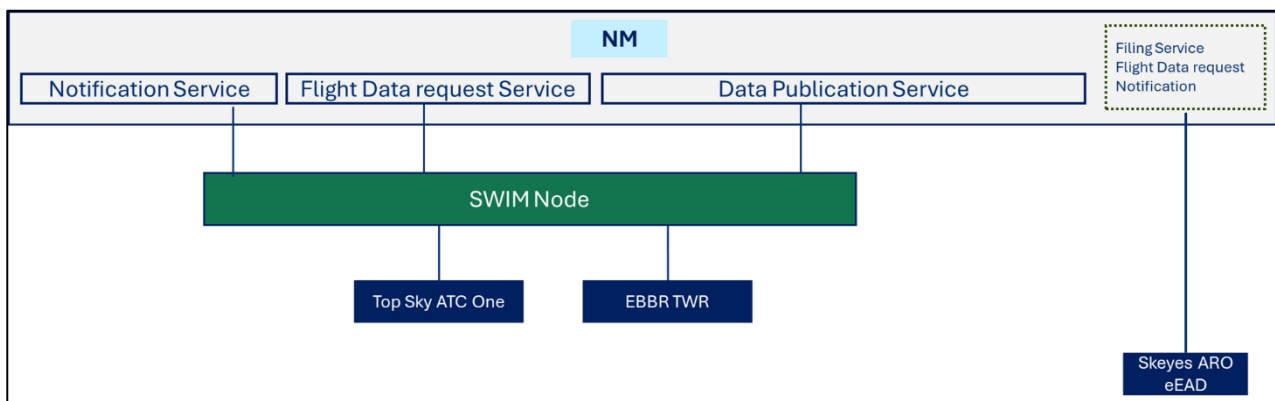 NM
Filing Service
Flight Data request
Notification
Notification Service
Flight Data request Service
Data Publication Service
SWIM Node
Top Sky ATC One
EBBR TWR
Skeyes ARO
eEAD